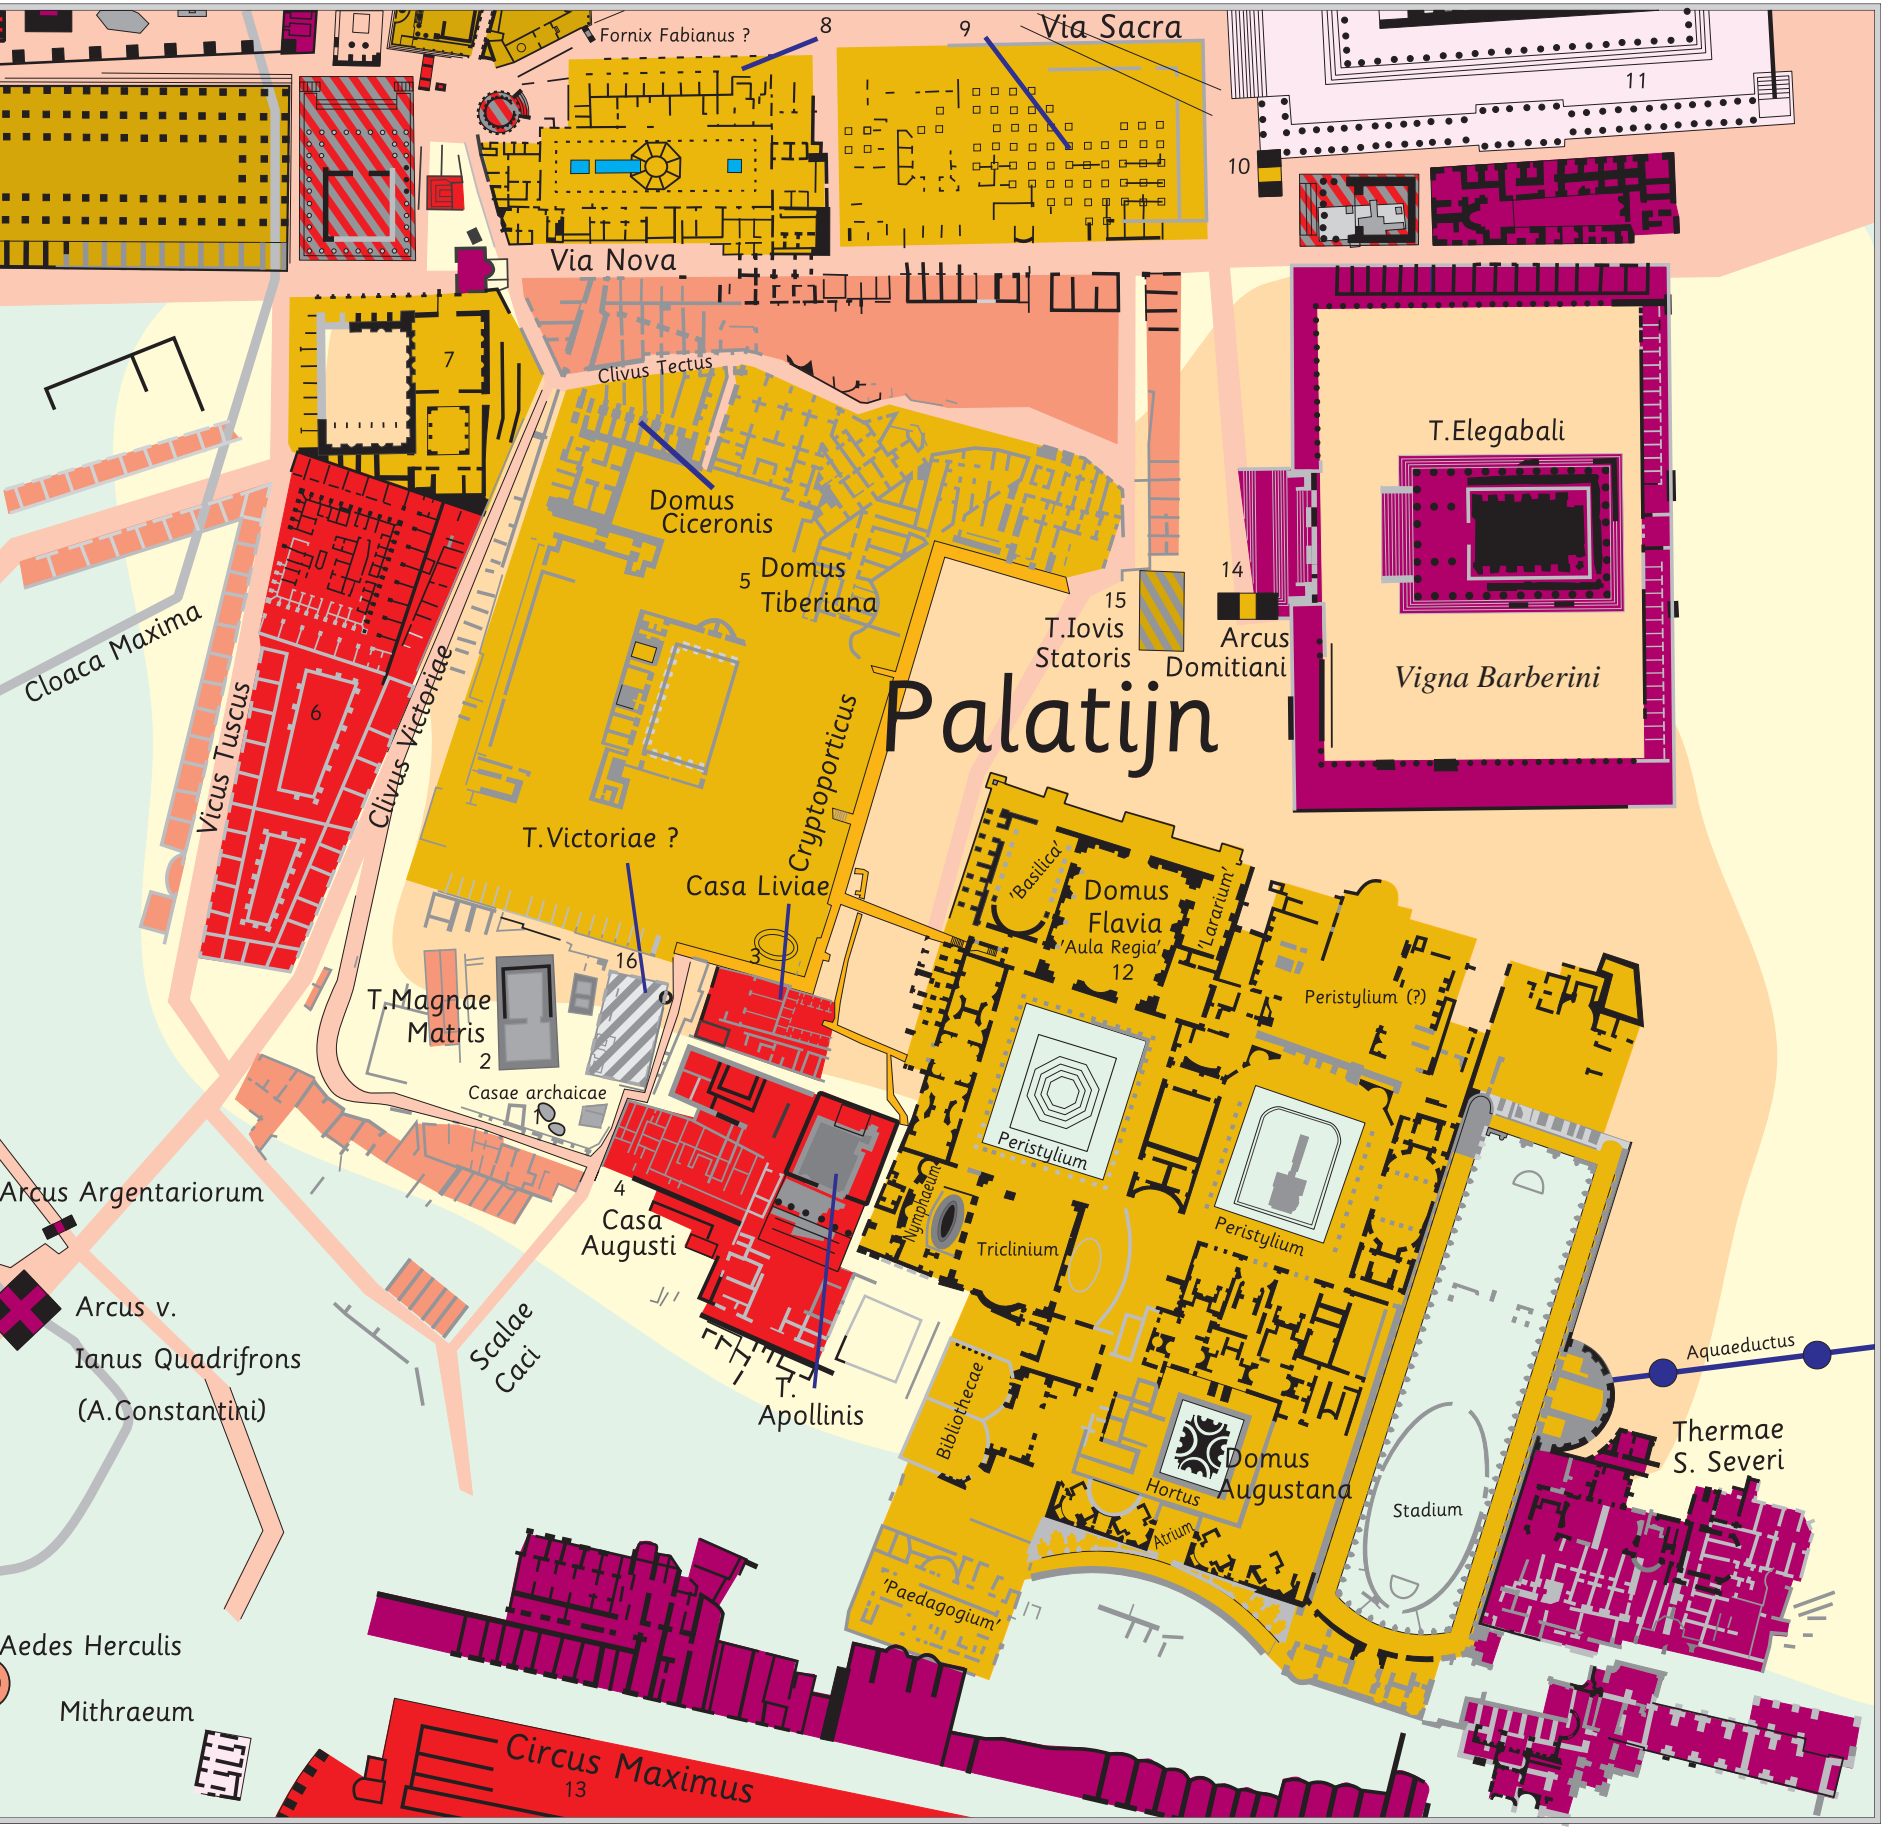 Fornix Fabianus ?
8
9
Via Sacra
11
10
Via Nova
7
Clivus Tectus
T.Elegabali
Domus
Ciceronis
5
Domus
Tiberiana
14
15
T.Iovis
Statoris
Arcus
Domitiani
Cloaca Maxima
Vicus Tuscus
6
Clivus Victoriae
Palatijn
Vigna Barberini
Cryptoporticus
T.Victoriae ?
Casa Liviae
'Basilica'
Domus
Flavia
'Aula Regia'
12
'Lararium'
3
16
Peristylium (?)
T.Magnae
Matris
2
Casae archaicae
1
Peristylium
Arcus Argentariorum
4
Casa
Augusti
Nymphaeum
Triclinium
Peristylium
Arcus v.
Ianus Quadrifrons
(A.Constantini)
Scalae
Caci
T.
Apollinis
Bibliothecae
Aquaeductus
Thermae
S. Severi
Domus
Augustana
Hortus
Atrium
Stadium
'Paedagogium'
Aedes Herculis
Mithraeum
Circus Maximus
13